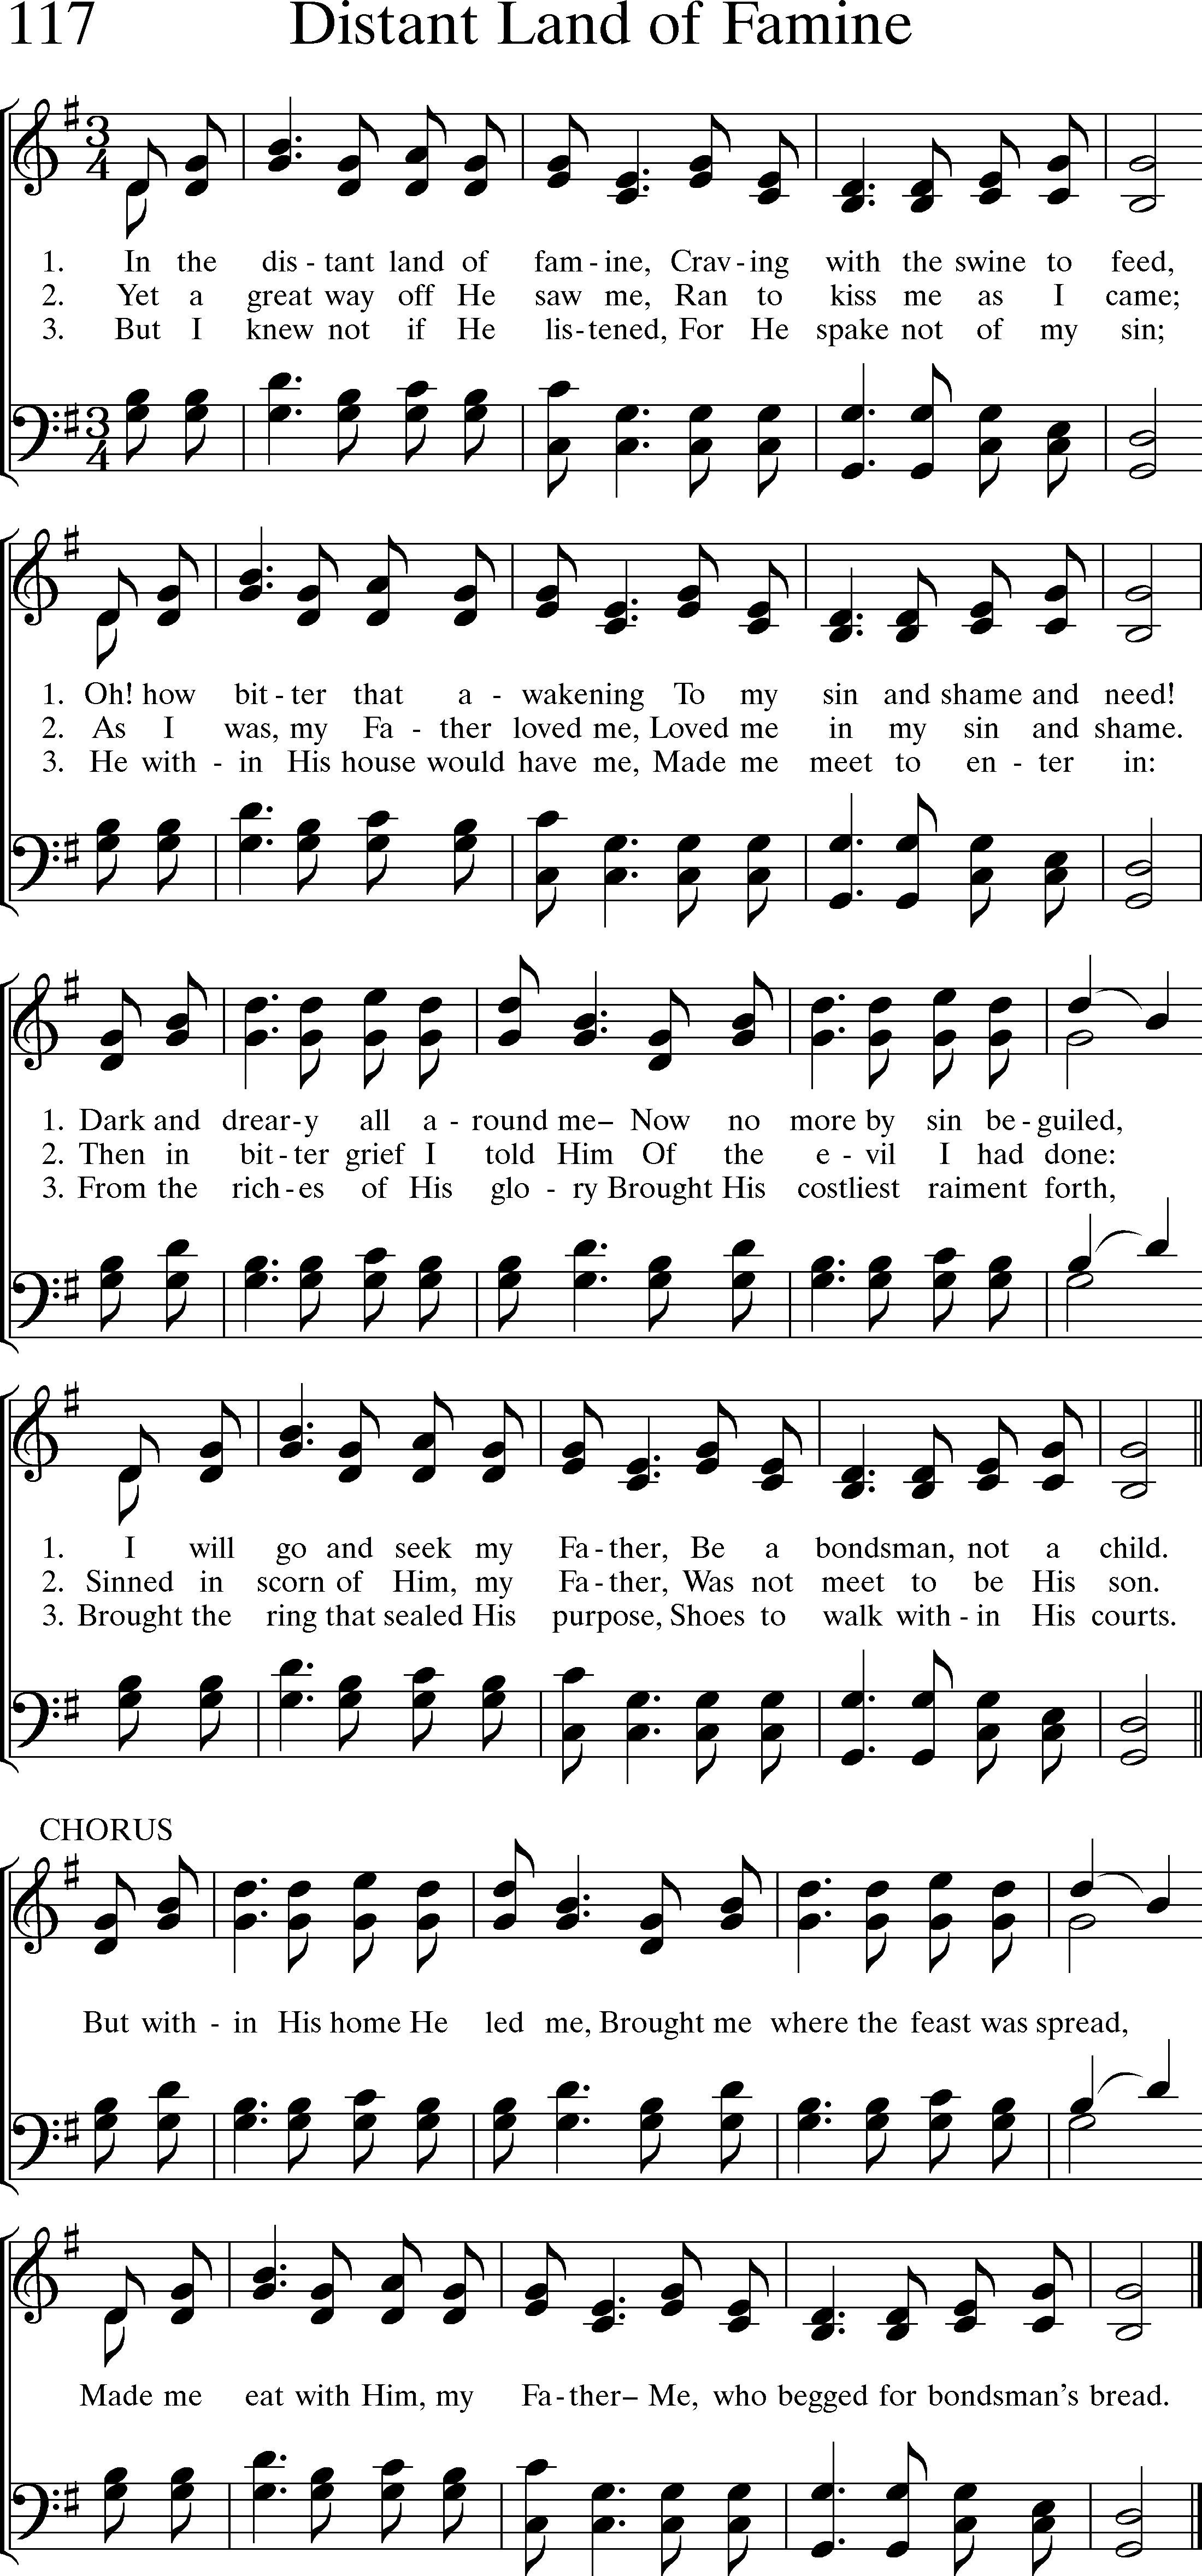 117 Distant Land of Famine
3
4
1. In the dis - tant land of fam - ine, Crav - ing with the swine to feed,
2. Yet a great way off He saw me, Ran to kiss me as I came;
3. But I knew not if He lis - tened, For He spake not of my sin;
3
4
1. Oh! how bit - ter that a - wakening To my sin and shame and need!
2. As I was, my Fa - ther loved me, Loved me in my sin and shame.
3. He with - in His house would have me, Made me meet to en - ter in:
1. Dark and drear - y all a - round me– Now no more by sin be - guiled,
2. Then in bit - ter grief I told Him Of the e - vil I had done:
3. From the rich - es of His glo - ry Brought His costliest raiment forth,
1. I will go and seek my Fa - ther, Be a bondsman, not a child.
2. Sinned in scorn of Him, my Fa - ther, Was not meet to be His son.
3. Brought the ring that sealed His purpose, Shoes to walk with - in His courts.
CHORUS
But with - in His home He led me, Brought me where the feast was spread,
Made me eat with Him, my Fa - ther– Me, who begged for bondsman's bread.